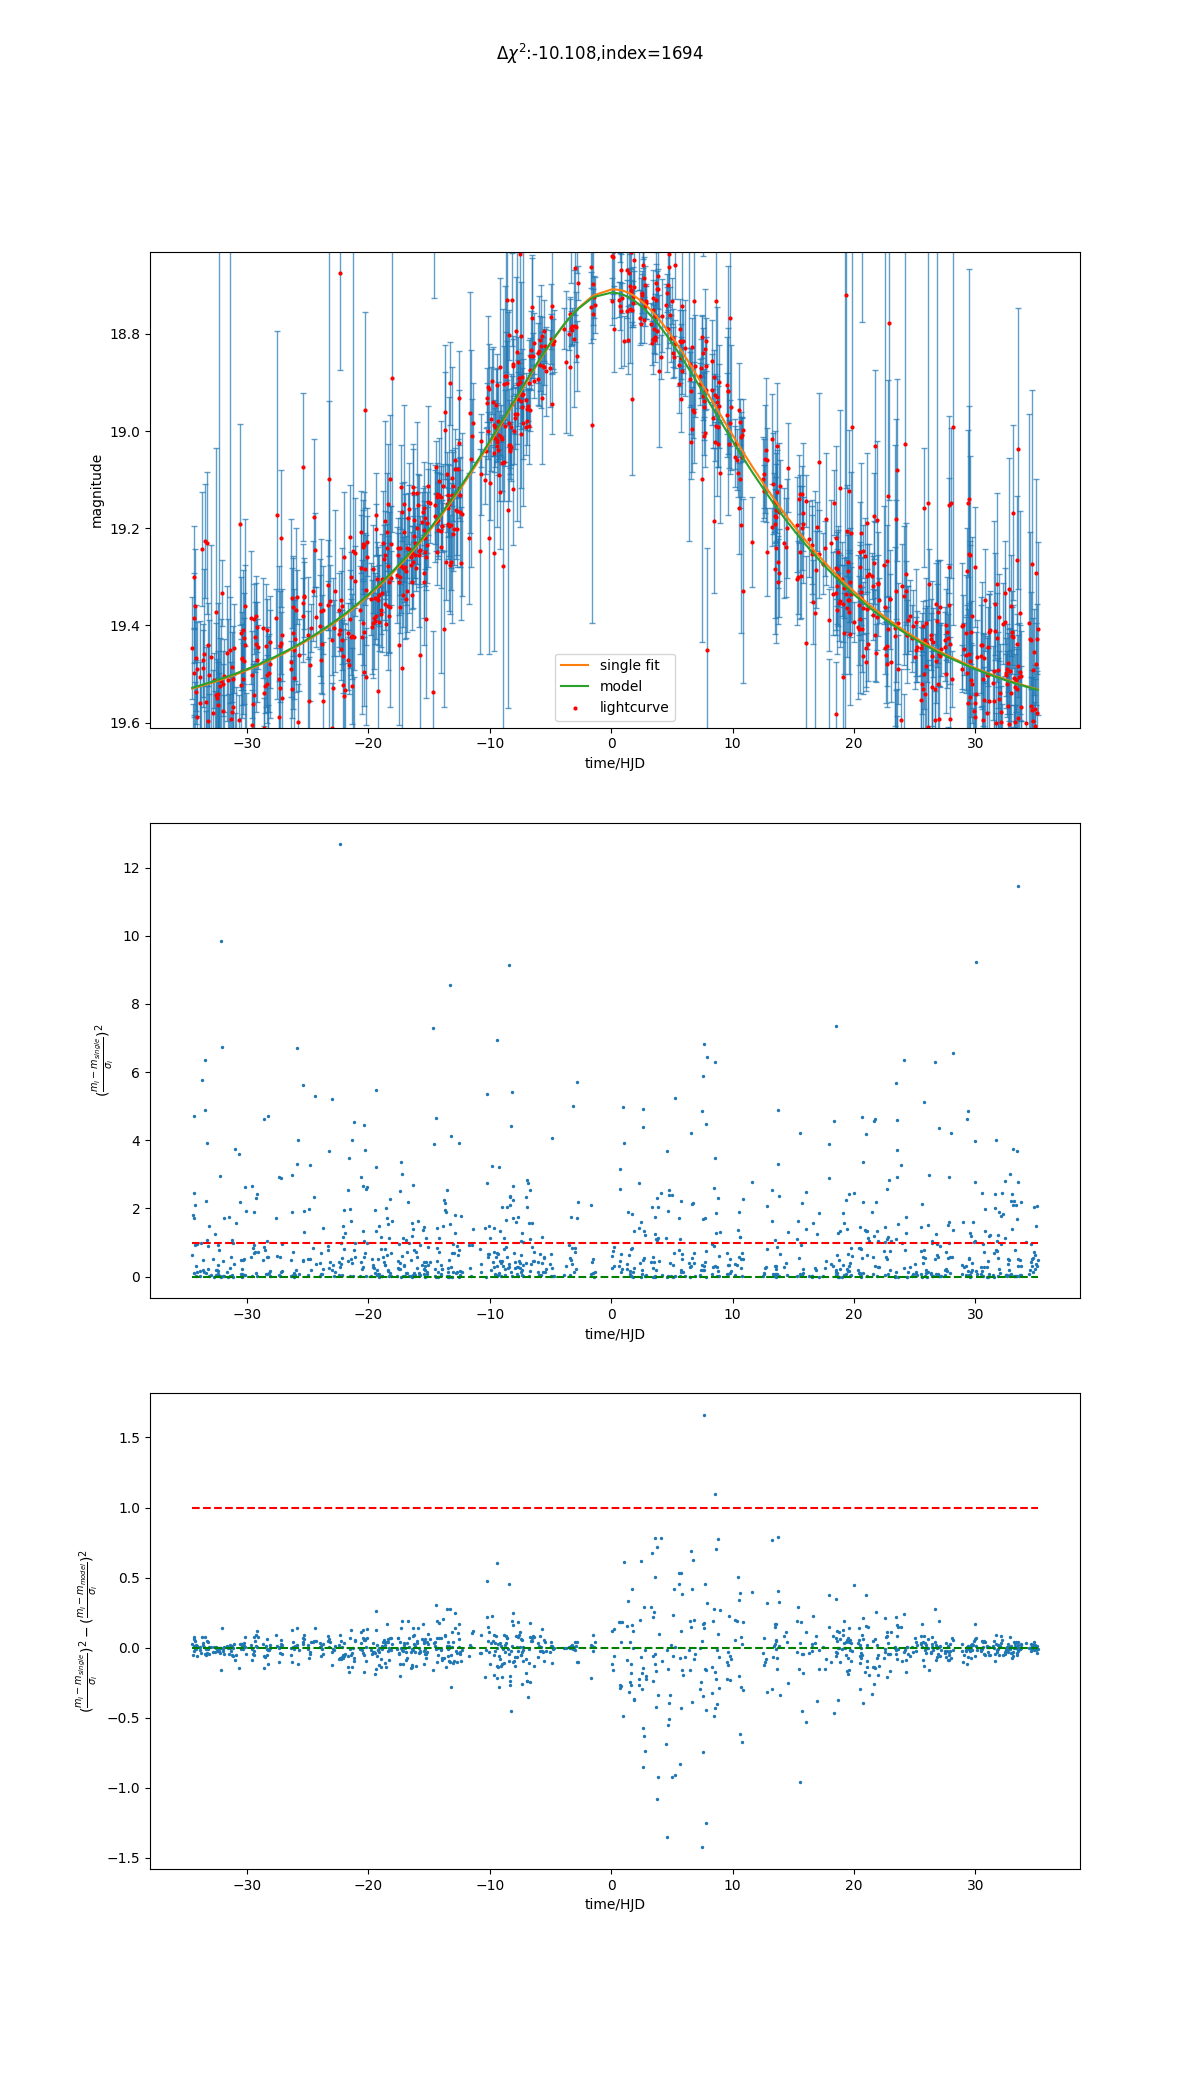 Δχ²:-10.108,index=1694
magnitude
18.8
19.0
19.2
19.4
19.6
single fit
model
lightcurve
−30 −20 −10 0 10 20 30
time/HJD
(\frac{m_i − m_{single}}{σ_i})²
12
10
8
6
4
2
0
−30 −20 −10 0 10 20 30
time/HJD
(\frac{m_i − m_{single}}{σ_i})² − (\frac{m_i − m_{model}}{σ_i})²
1.5
1.0
0.5
0.0
−0.5
−1.0
−1.5
−30 −20 −10 0 10 20 30
time/HJD